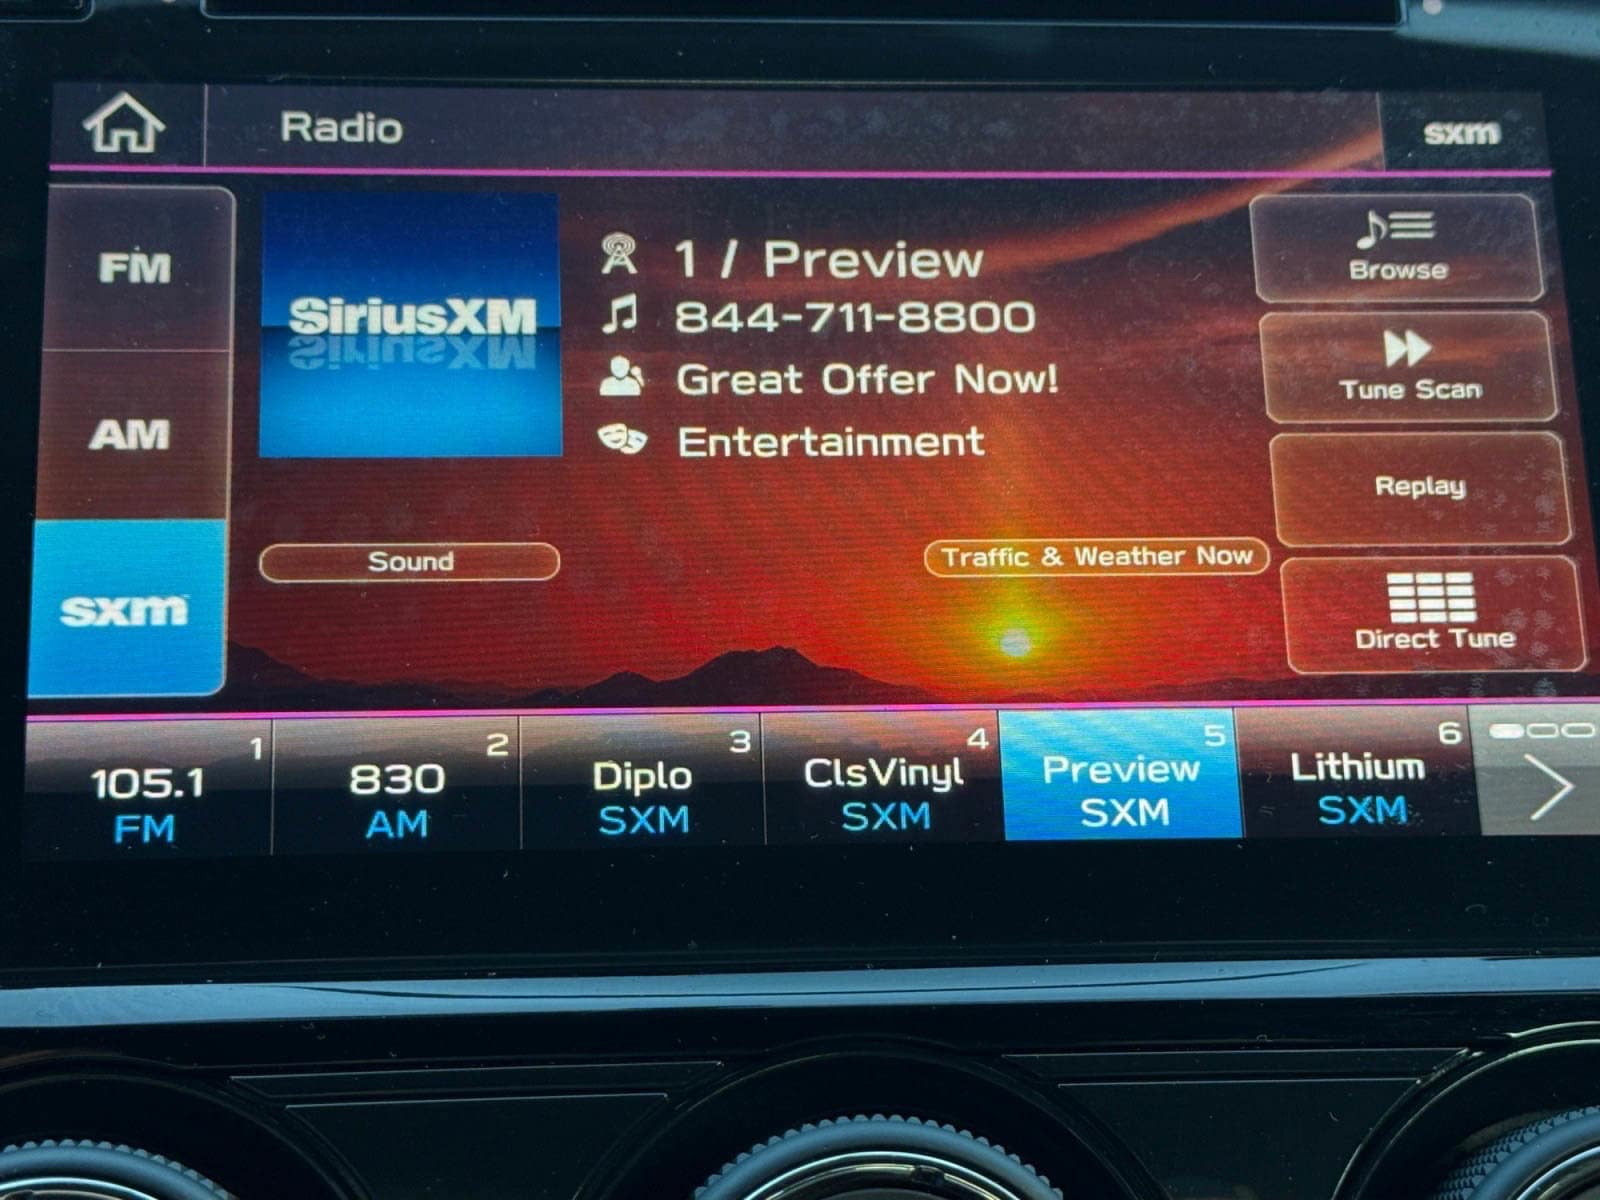 Radio
sxm
FM
AM
sxm
SiriusXM
1 / Preview
844-711-8800
Great Offer Now!
Entertainment
Sound
Traffic & Weather Now
Browse
Tune Scan
Replay
Direct Tune
1
105.1
FM
2
830
AM
3
Diplo
SXM
4
ClsVinyl
SXM
5
Preview
SXM
6
Lithium
SXM